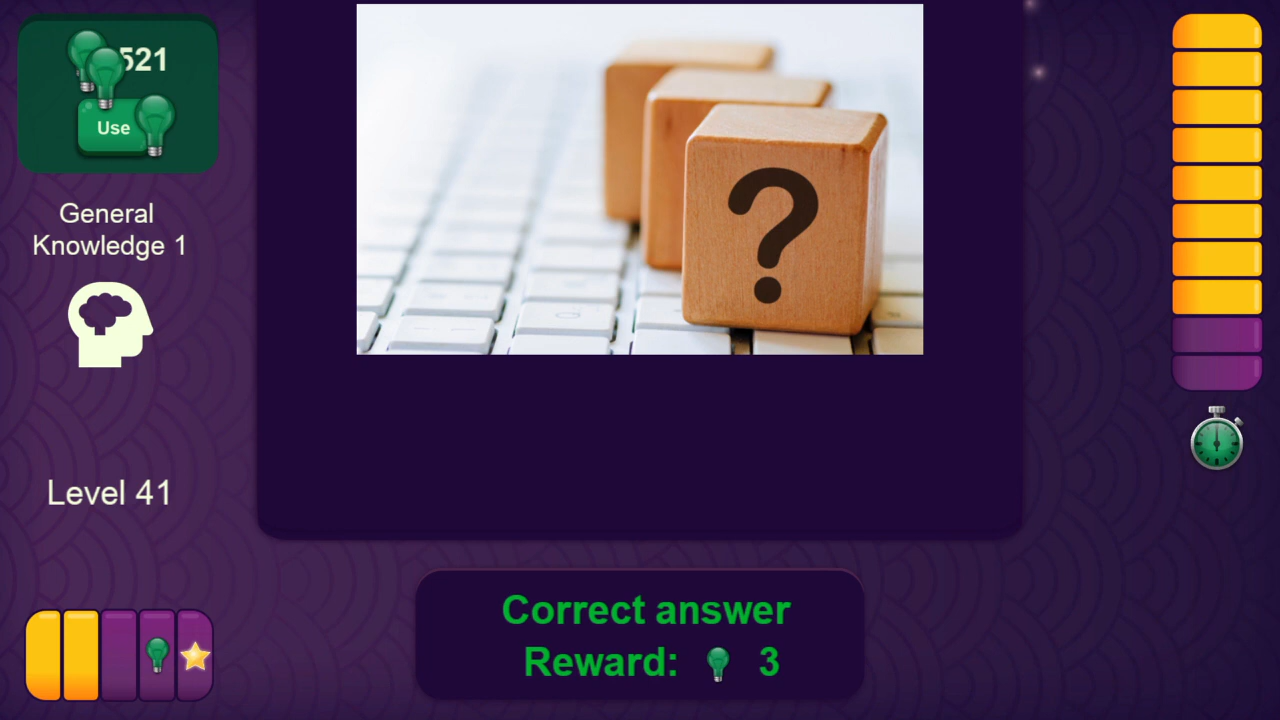 521
Use
General
Knowledge 1
Level 41
?
Correct answer
Reward: 3